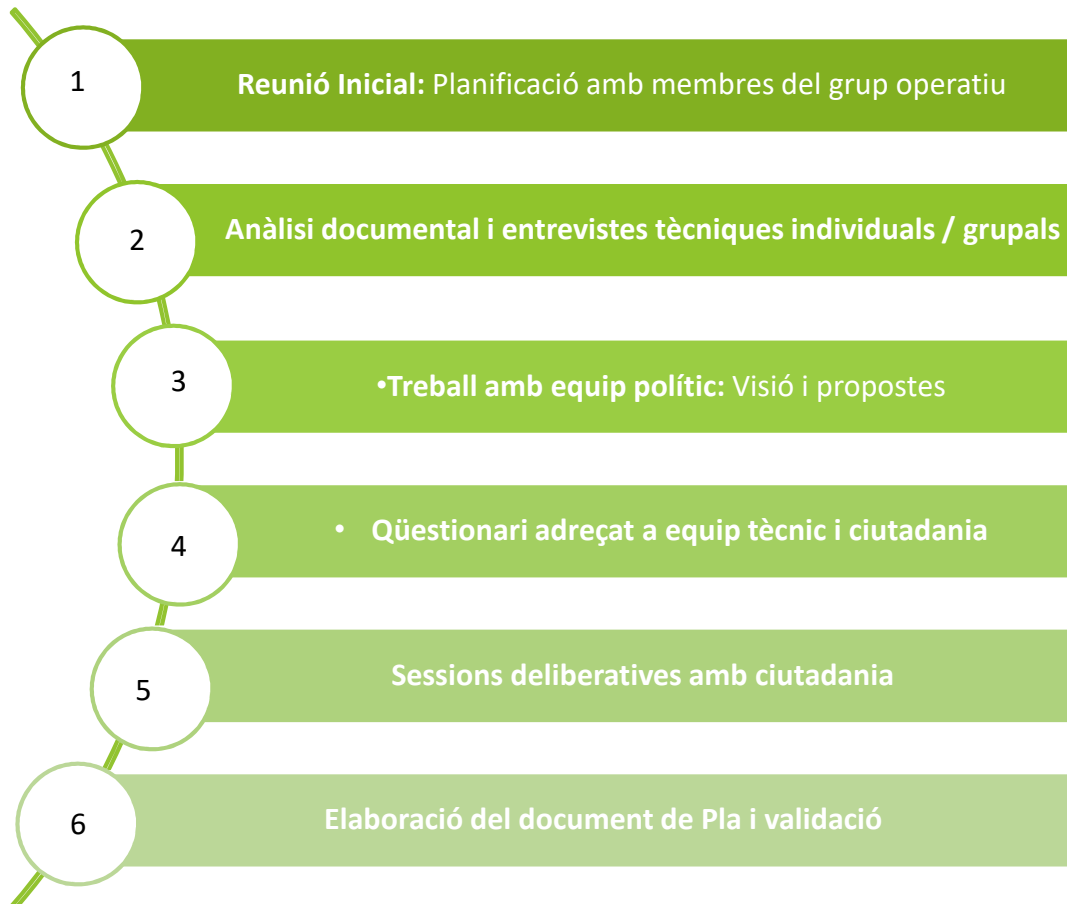 1
Reunió Inicial: Planificació amb membres del grup operatiu
2
Anàlisi documental i entrevistes tècniques individuals / grupals
3
•Treball amb equip polític: Visió i propostes
4
• Qüestionari adreçat a equip tècnic i ciutadania
5
Sessions deliberatives amb ciutadania
6
Elaboració del document de Pla i validació